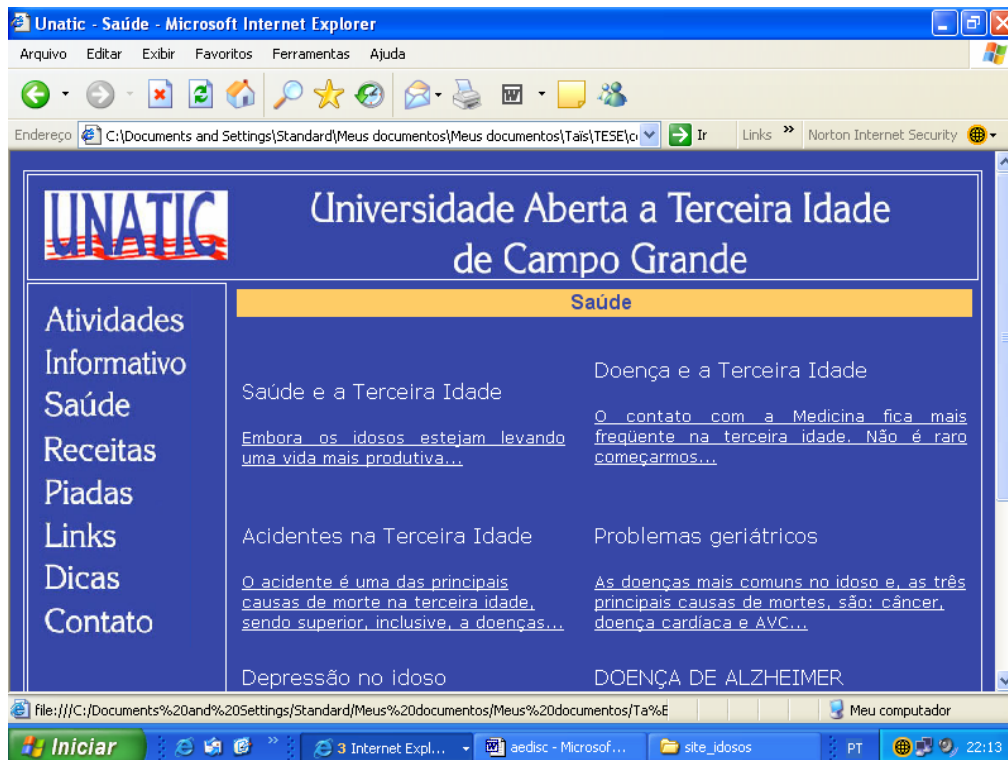 Unatic - Saúde - Microsoft Internet Explorer
Arquivo Editar Exibir Favoritos Ferramentas Ajuda
Endereço C:\Documents and Settings\Standard\Meus documentos\Meus documentos\Taïs\TESE\c Ir Links » Norton Internet Security
UNATIC
Universidade Aberta a Terceira Idade
de Campo Grande
Atividades
Informativo
Saúde
Receitas
Piadas
Links
Dicas
Contato
Saúde
Saúde e a Terceira Idade
Embora os idosos estejam levando
uma vida mais produtiva...
Doença e a Terceira Idade
O contato com a Medicina fica mais
freqüente na terceira idade. Não é raro
começarmos...
Acidentes na Terceira Idade
O acidente é uma das principais
causas de morte na terceira idade,
sendo superior, inclusive, a doenças...
Problemas geriátricos
As doenças mais comuns no idoso e, as três
principais causas de mortes, são: câncer,
doença cardíaca e AVC...
Depressão no idoso
DOENÇA DE ALZHEIMER
file:///C:/Documents%20and%20Settings/Standard/Meus%20documentos/Meus%20documentos/Ta%E Meu computador
Iniciar » 3 Internet Expl... aedisc - Microsof... site_idosos PT 22:13